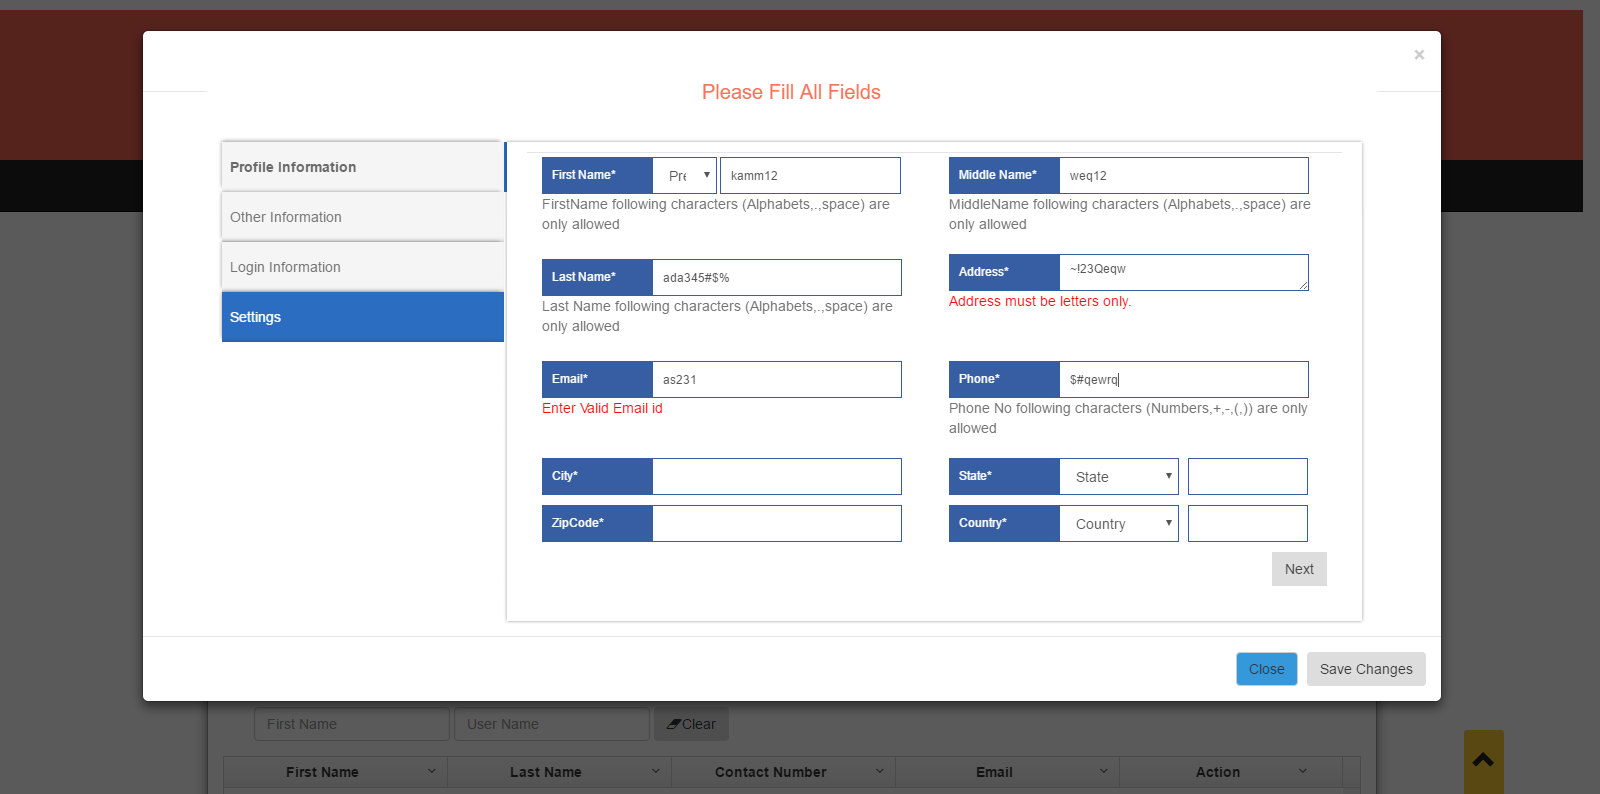 ×
Please Fill All Fields
Profile Information
Other Information
Login Information
Settings
First Name* Pre kamm12
FirstName following characters (Alphabets,.,space) are
only allowed
Middle Name* weq12
MiddleName following characters (Alphabets,.,space) are
only allowed
Last Name* ada345#$%
Last Name following characters (Alphabets,.,space) are
only allowed
Address* ~!23Qeqw
Address must be letters only.
Email* as231
Enter Valid Email id
Phone* $#qewrq
Phone No following characters (Numbers,+,-,(,)) are only
allowed
City*
State* State
ZipCode*
Country* Country
Next
Close Save Changes
First Name User Name Clear
First Name Last Name Contact Number Email Action